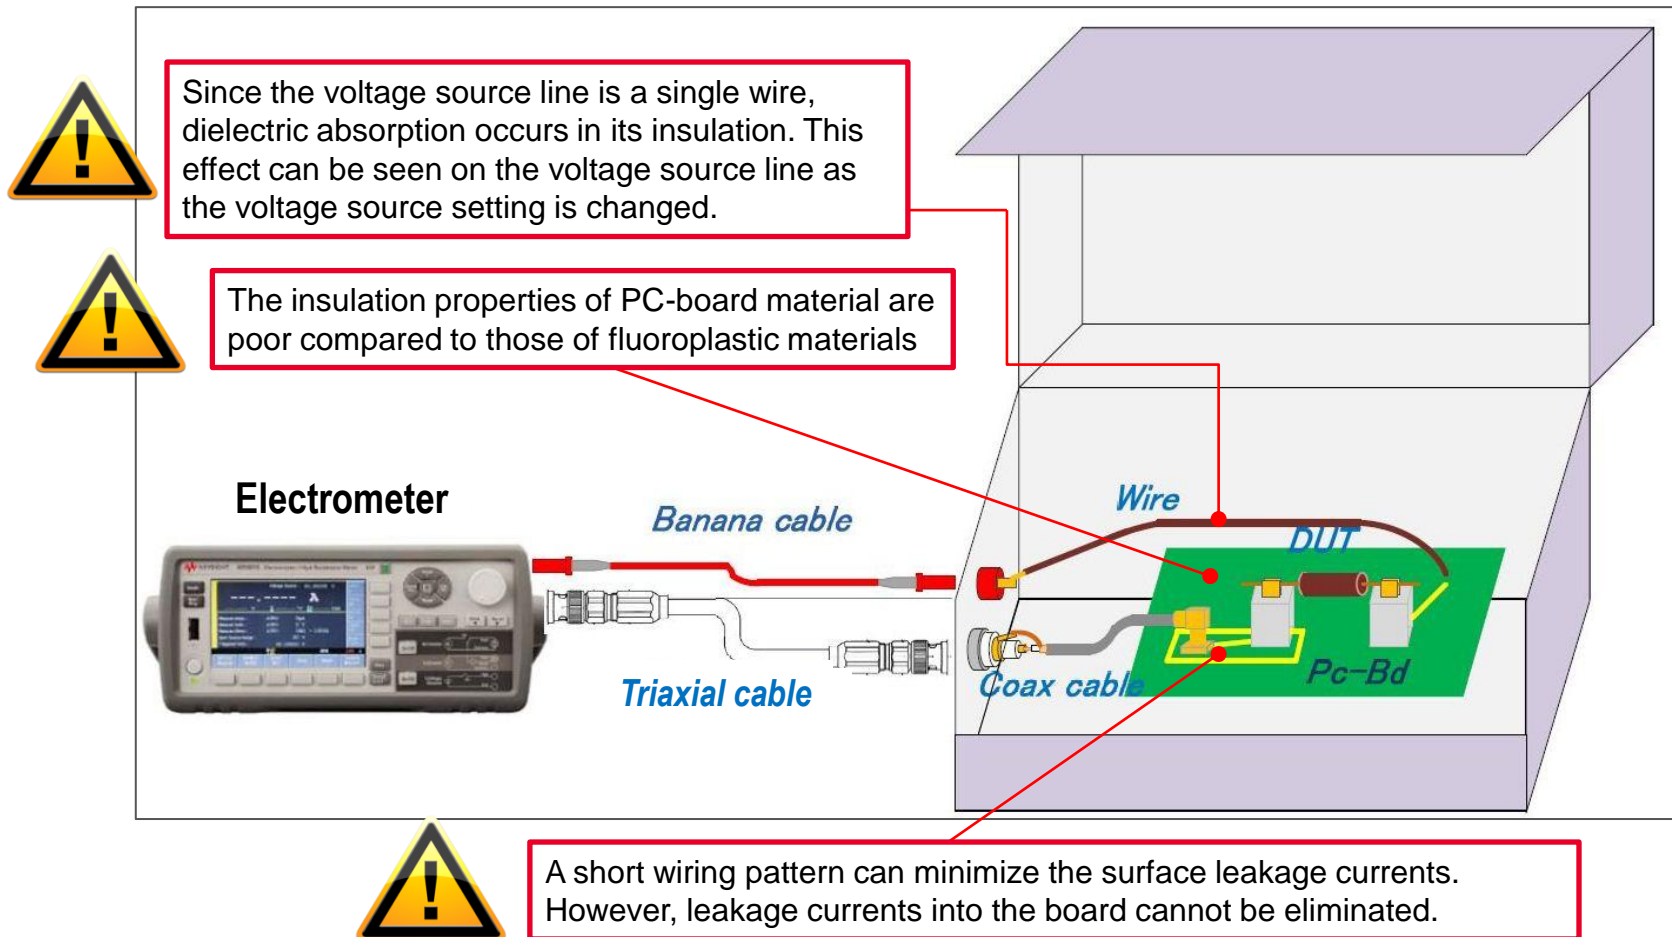 Since the voltage source line is a single wire,
dielectric absorption occurs in its insulation. This
effect can be seen on the voltage source line as
the voltage source setting is changed.
The insulation properties of PC-board material are
poor compared to those of fluoroplastic materials
Electrometer
Banana cable
Triaxial cable
Wire
DUT
Coax cable
Pc-Bd
A short wiring pattern can minimize the surface leakage currents.
However, leakage currents into the board cannot be eliminated.